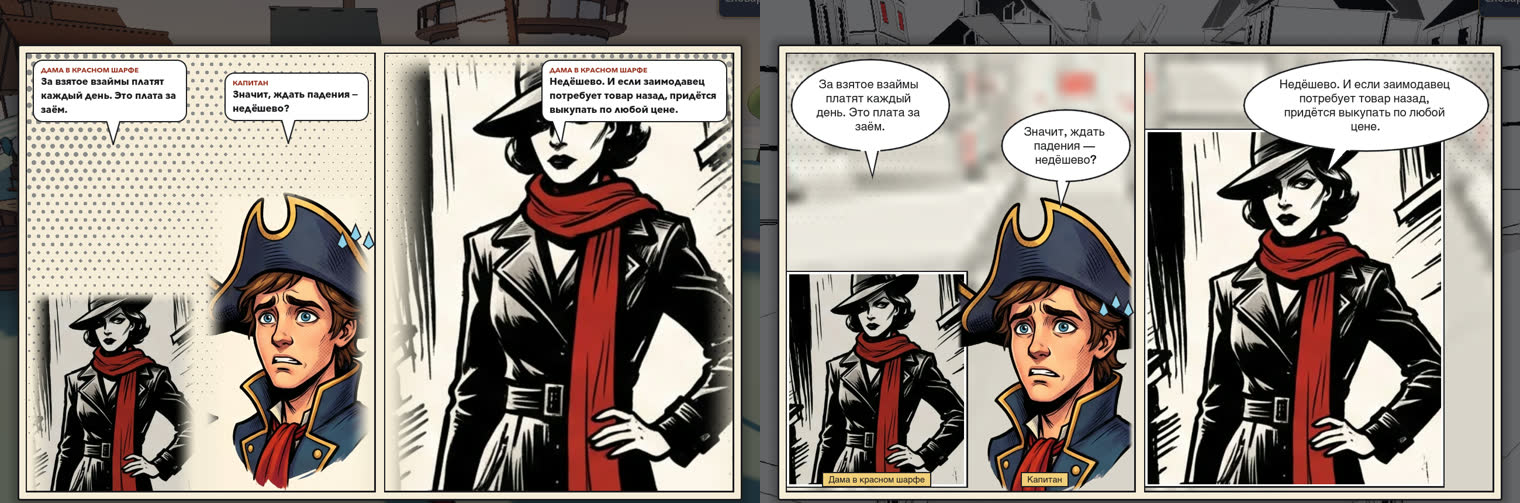 ДАМА В КРАСНОМ ШАРФЕ
За взятое взаймы платят
каждый день. Это плата за
заём.
КАПИТАН
Значит, ждать падения –
недёшево?
ДАМА В КРАСНОМ ШАРФЕ
Недёшево. И если заимодавец
потребует товар назад, придётся
выкупать по любой цене.
За взятое взаймы
платят каждый
день. Это плата за
заём.
Значит, ждать
падения —
недёшево?
Недёшево. И если заимодавец
потребует товар назад,
придётся выкупать по любой
цене.
Дама в красном шарфе
Капитан